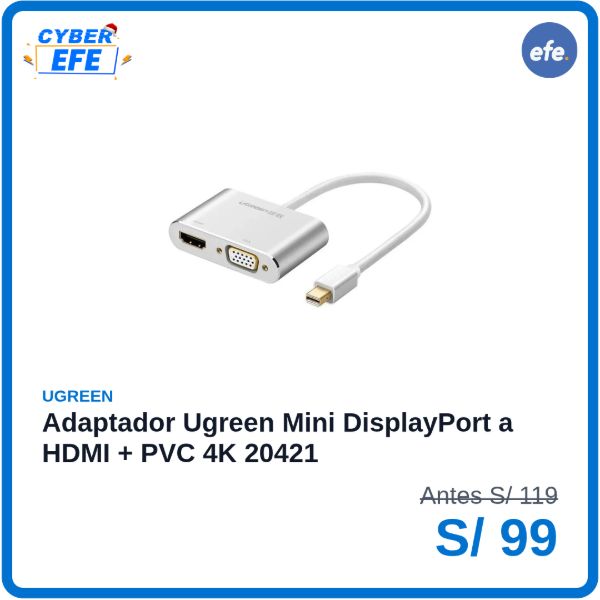 CYBER
EFE
efe.
UGREEN
Adaptador Ugreen Mini DisplayPort a
HDMI + PVC 4K 20421
Antes S/ 119
S/ 99